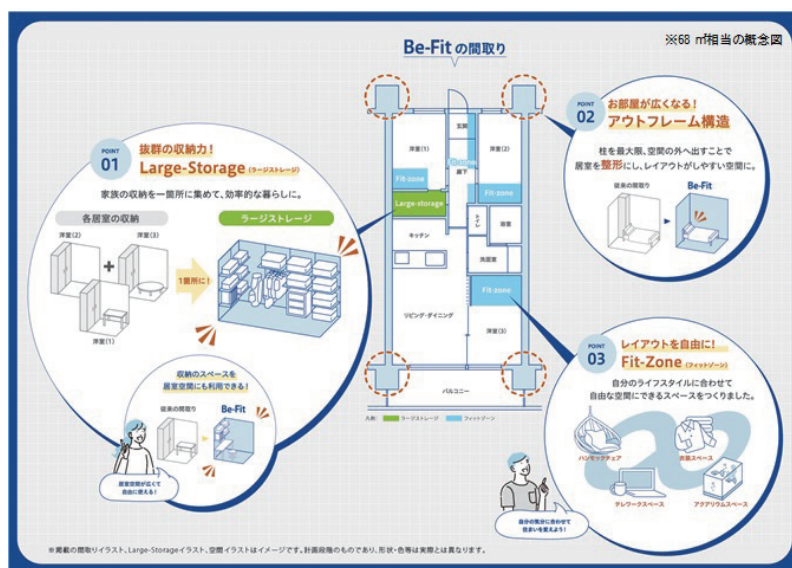 ※68 ㎡相当の概念図
Be-Fit の間取り
POINT
01
抜群の収納力！
Large-Storage （ラージストレージ）
家族の収納を一箇所に集めて、効率的な暮らしに。
各居室の収納
洋室(2)
洋室(3)
洋室(1)
1箇所に！
ラージストレージ
収納のスペースを
居室空間にも利用できる！
従来の間取り
Be-Fit
居室空間が広くて
自由に使える！
洋室(1)
玄関
洋室(2)
Fit-zone
Fit-zone
Fit-zone
廊下
Large-storage
トイレ
浴室
キッチン
洗面室
Fit-zone
リビング・ダイニング
洋室(3)
バルコニー
凡例：
ラージストレージ
フィットゾーン
POINT
02
お部屋が広くなる！
アウトフレーム構造
柱を最大限、空間の外へ出すことで
居室を整形にし、レイアウトがしやすい空間に。
従来の間取り
Be-Fit
POINT
03
レイアウトを自由に！
Fit-Zone （フィットゾーン）
自分のライフスタイルに合わせて
自由な空間にできるスペースをつくりました。
ハンモックチェア
衣装スペース
テレワークスペース
アクアリウムスペース
自分の気分に合わせて
住まいを変えよう！
※掲載の間取りイラスト、Large-Storageイラスト、空間イラストはイメージです。計画段階のものであり、形状・色等は実際とは異なります。